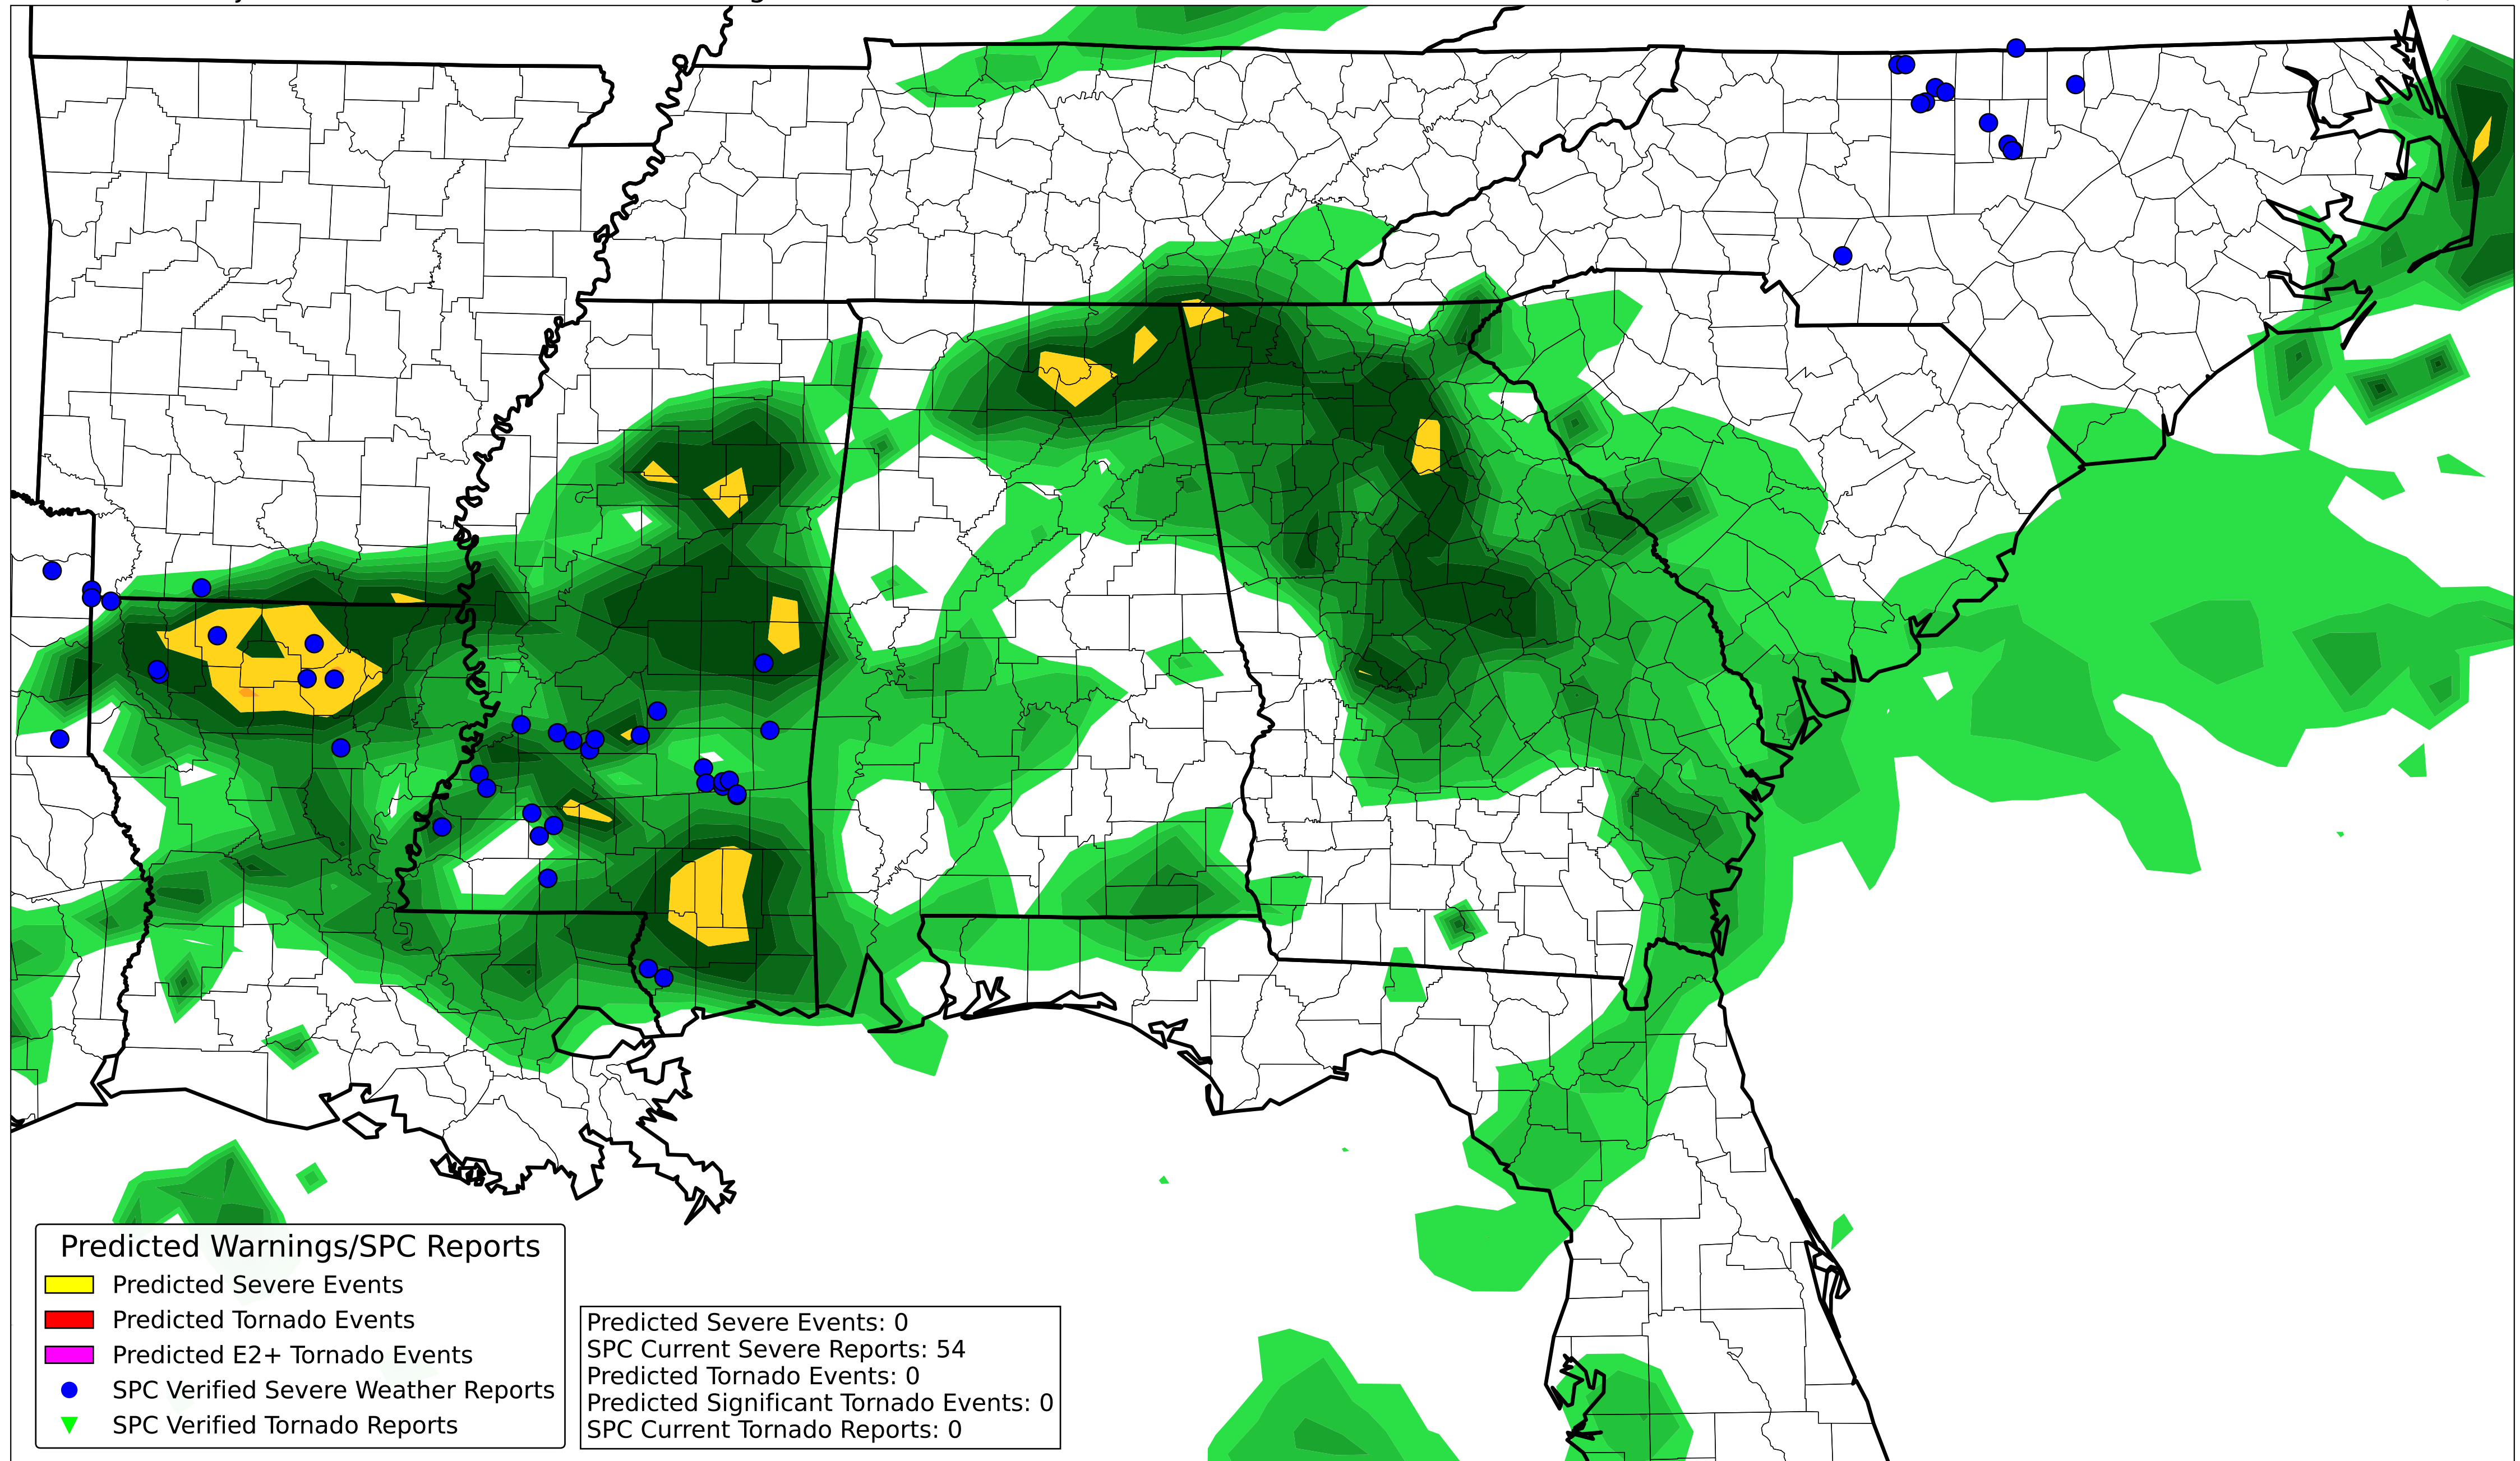 Predicted Warnings/SPC Reports
Predicted Severe Events
Predicted Tornado Events
Predicted E2+ Tornado Events
SPC Verified Severe Weather Reports
SPC Verified Tornado Reports
Predicted Severe Events: 0
SPC Current Severe Reports: 54
Predicted Tornado Events: 0
Predicted Significant Tornado Events: 0
SPC Current Tornado Reports: 0